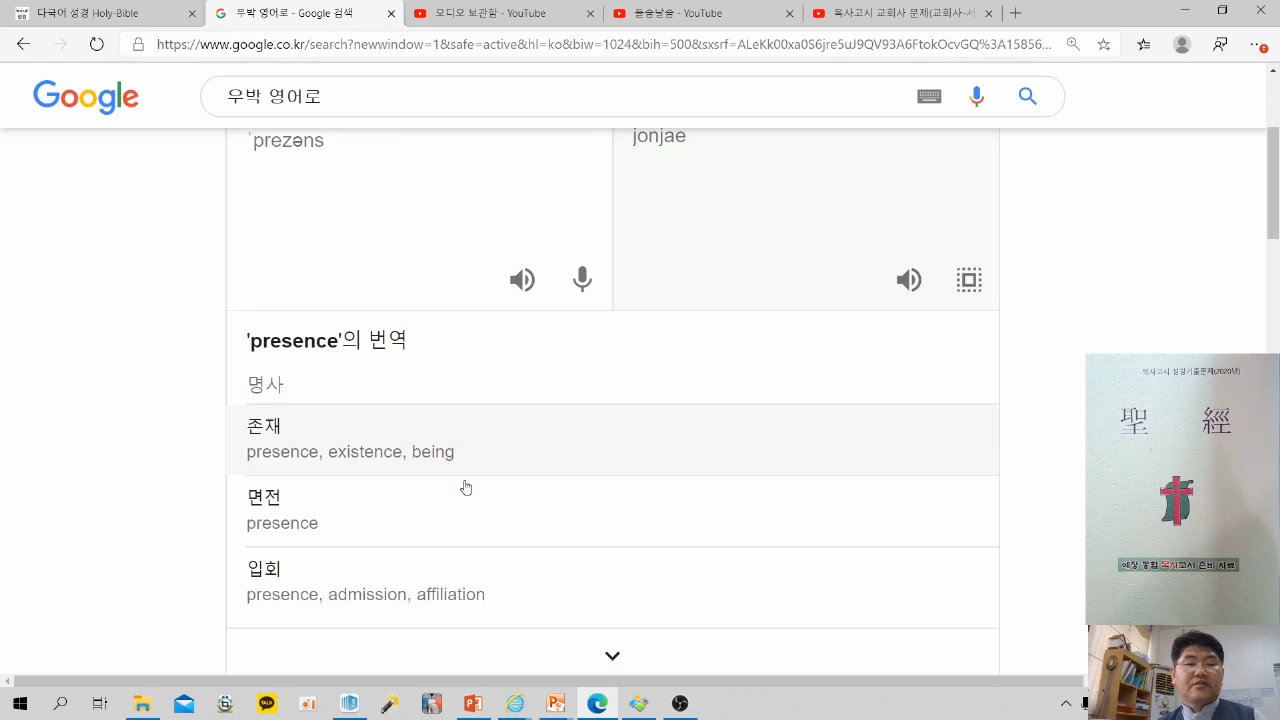 다국어 성경 Holy-Bible
우박 영어로 - Google 검색
오디오 보관함 - YouTube
들숨날숨 - YouTube
목사고시 교회사 문제(교회사-서
https://www.google.co.kr/search?newwindow=1&safe=active&hl=ko&biw=1024&bih=500&sxsrf=ALeKk00xa0S6jre5uJ9QV93A6FtokOcvGQ%3A15856...
Google
우박 영어로
ˈprezəns
jonjae
'presence'의 번역
명사
존재
presence, existence, being
면전
presence
입회
presence, admission, affiliation
목사고시 성경기출문제(2020년)
聖 經
예장 통합 목사고시 준비 자료
TALK